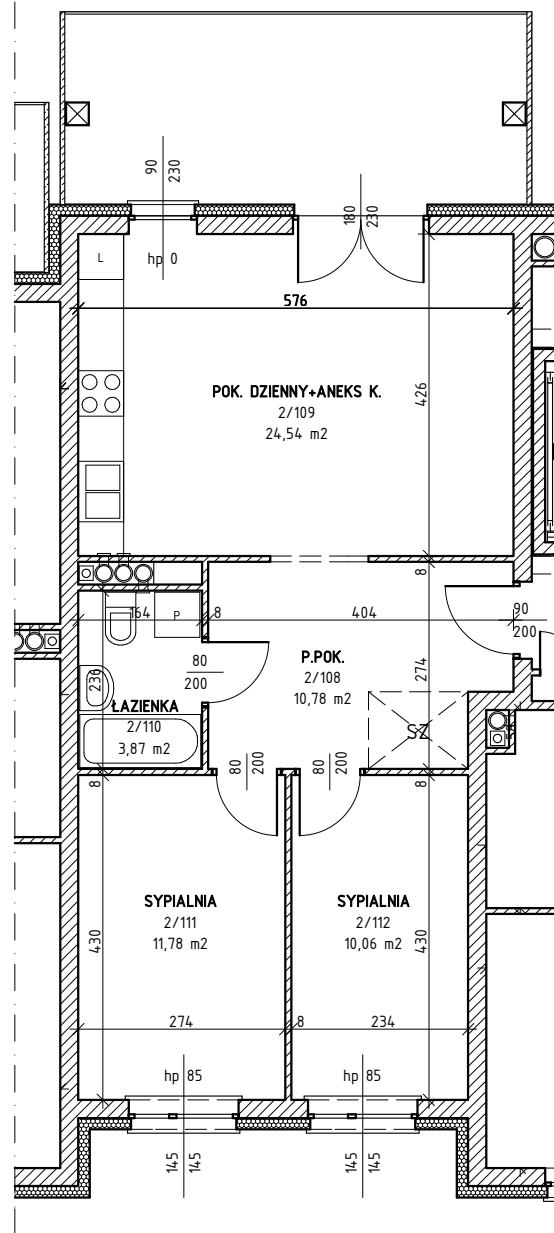 90
230
180
230
L
hp 0
576
POK. DZIENNY+ANEKS K.
2/109
24,54 m2
426
8
164
P
8
404
90
200
80
200
P.POK.
2/108
10,78 m2
274
236
ŁAZIENKA
2/110
3,87 m2
SZ
80
200
80
200
8
8
SYPIALNIA
2/111
11,78 m2
SYPIALNIA
2/112
10,06 m2
430
430
274
8
234
hp 85
hp 85
145
145
145
145